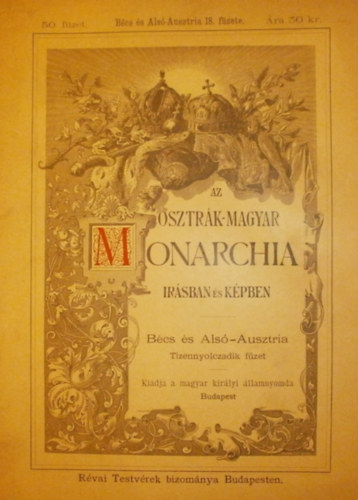 50 füzet. Bécs és Alsó-Ausztria 18. füzete. Ára 30 kr.
AZ
OSZTRÁK-MAGYAR
MONARCHIA
IRÁSBAN ÉS KÉPBEN
Bécs és Alsó-Ausztria
Tizennyolczadik füzet
Kiadja a magyar királyi államnyomda
Budapest
Révai Testvérek bizománya Budapesten.